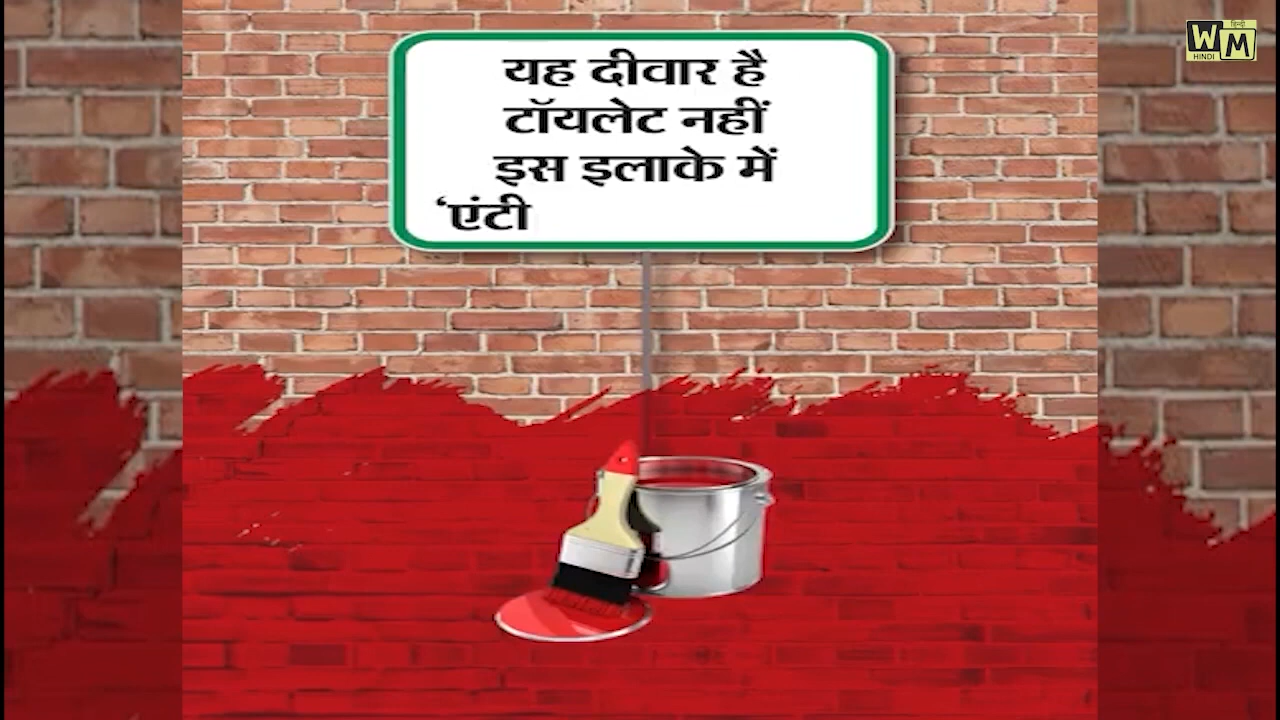 यह दीवार है
टॉयलेट नहीं
इस इलाके में
‘एंटी
हिन्दी
WM
HINDI